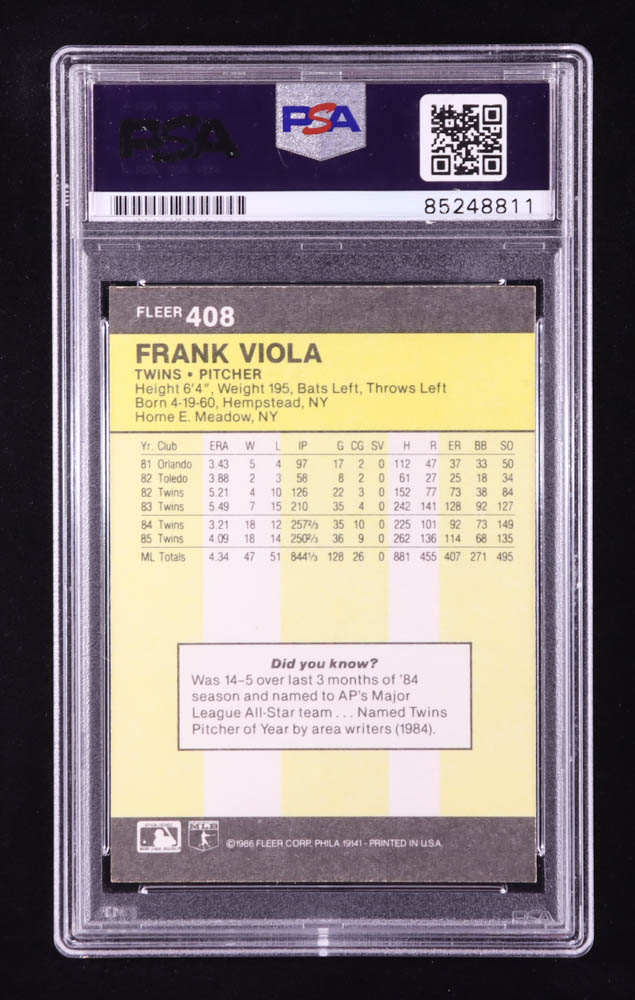 PSA
PSA
85248811
FLEER 408
FRANK VIOLA
TWINS • PITCHER
Height 6'4", Weight 195, Bats Left, Throws Left
Born 4-19-60, Hempstead, NY
Home E. Meadow, NY
Yr. Club ERA W L IP G CG SV H R ER BB SO
81 Orlando 3.43 5 4 97 17 2 0 112 47 37 33 50
82 Toledo 3.88 2 3 58 8 2 0 61 27 25 18 34
82 Twins 5.21 4 10 126 22 3 0 152 77 73 38 84
83 Twins 5.49 7 15 210 35 4 0 242 141 128 92 127
84 Twins 3.21 18 12 257⅔ 35 10 0 225 101 92 73 149
85 Twins 4.09 18 14 250⅔ 36 9 0 262 136 114 68 135
ML Totals 4.34 47 51 844⅓ 128 26 0 881 455 407 271 495
Did you know?
Was 14-5 over last 3 months of '84
season and named to AP's Major
League All-Star team . . . Named Twins
Pitcher of Year by area writers (1984).
MLB
©1986 FLEER CORP. PHILA. 19141 - PRINTED IN U.S.A.
PSA